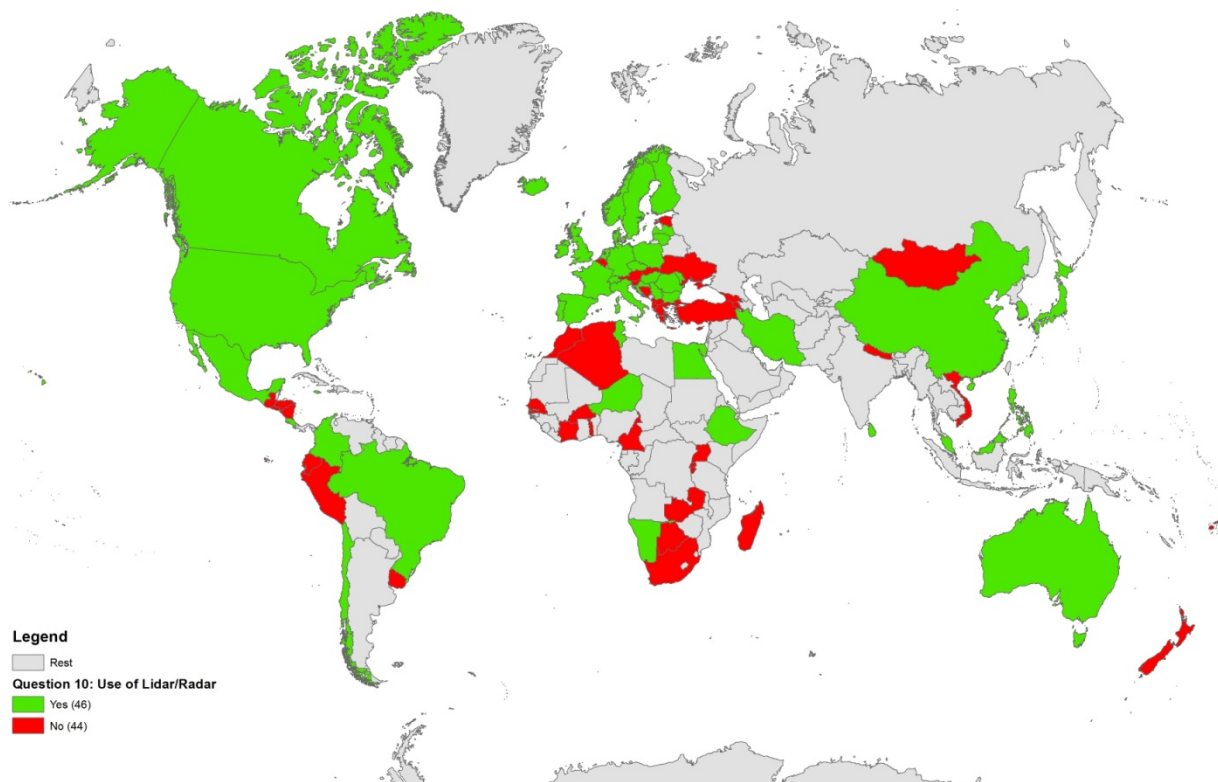 Legend
Rest
Question 10: Use of Lidar/Radar
Yes (46)
No (44)